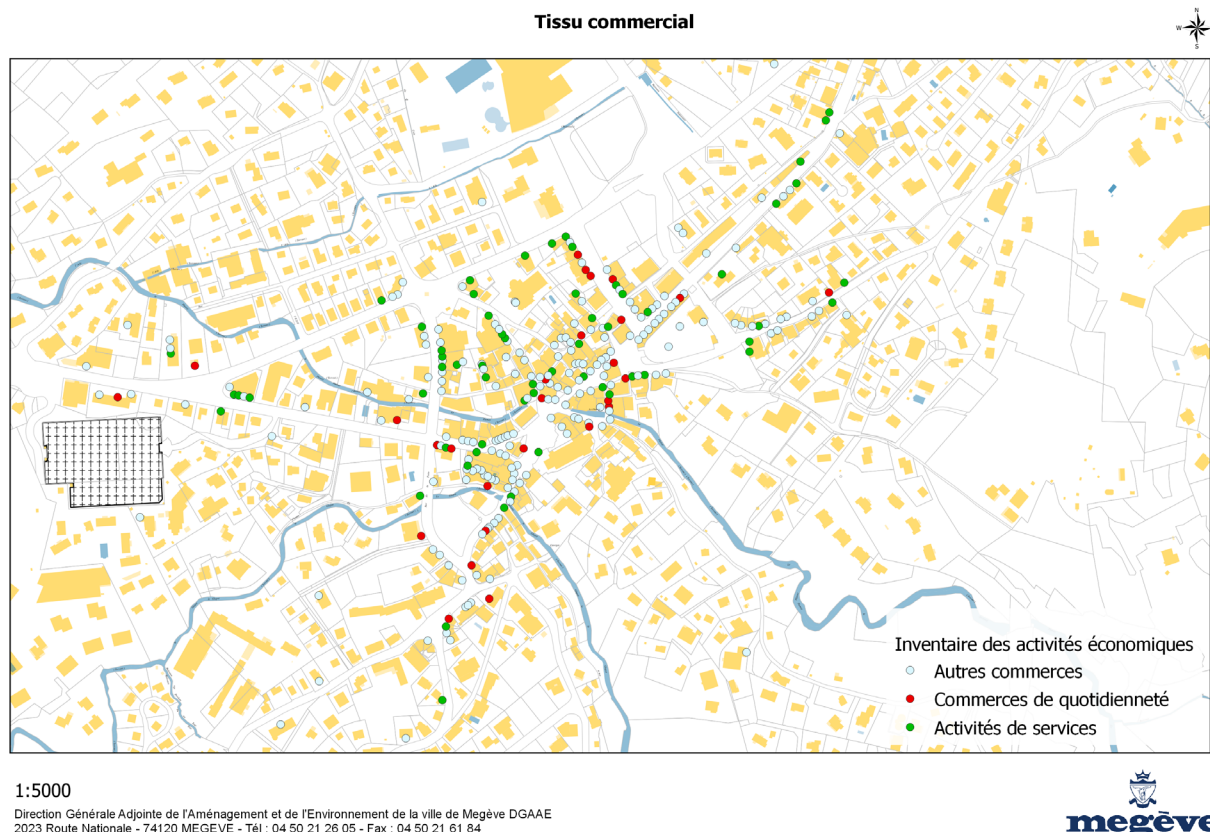 Tissu commercial
N
W
S
Inventaire des activités économiques
Autres commerces
Commerces de quotidienneté
Activités de services
1:5000
Direction Générale Adjointe de l'Aménagement et de l'Environnement de la ville de Megève DGAAE
2023 Route Nationale - 74120 MEGEVE - Tél : 04 50 21 26 05 - Fax : 04 50 21 61 84
megève